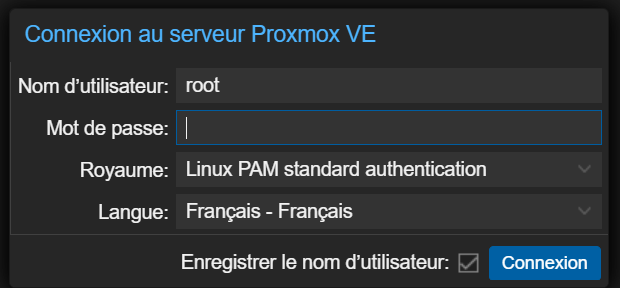 Connexion au serveur Proxmox VE
Nom d’utilisateur: root
Mot de passe:
Royaume: Linux PAM standard authentication
Langue: Français - Français
Enregistrer le nom d’utilisateur: Connexion